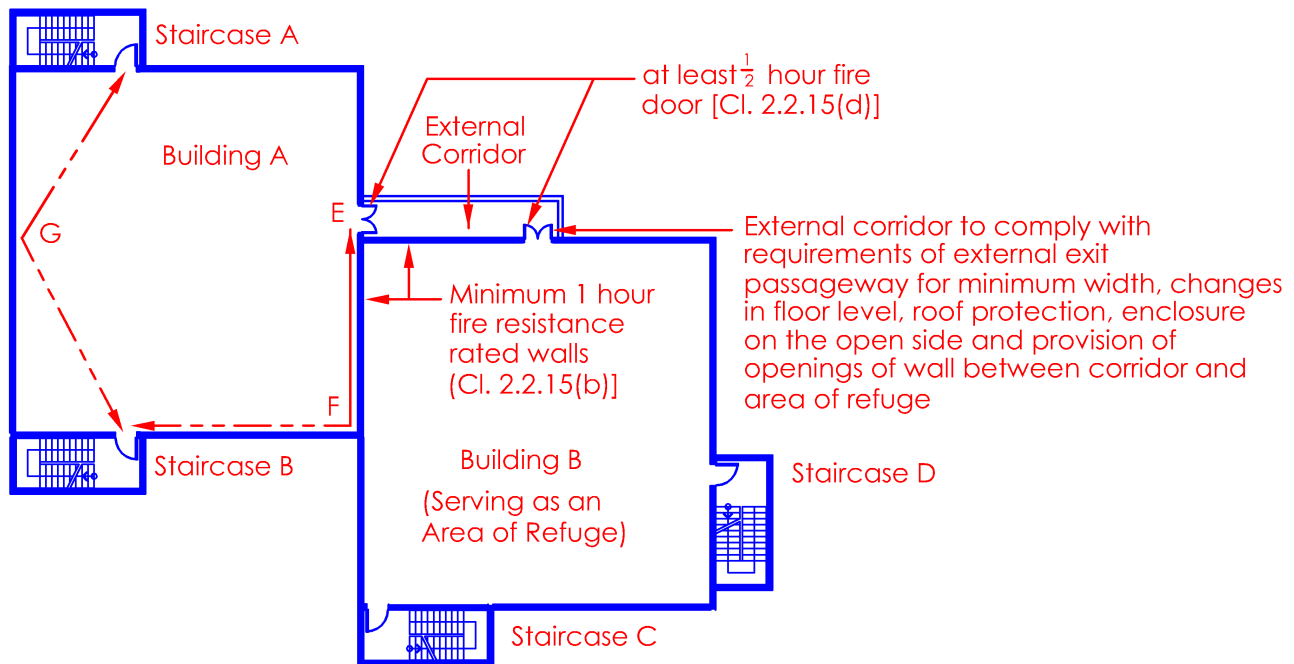 Staircase A
at least 1/2 hour fire
door [Cl. 2.2.15(d)]
External
Corridor
Building A
E
G
External corridor to comply with
requirements of external exit
passageway for minimum width, changes
in floor level, roof protection, enclosure
on the open side and provision of
openings of wall between corridor and
area of refuge
Minimum 1 hour
fire resistance
rated walls
(Cl. 2.2.15(b)]
F
Staircase B
Building B
(Serving as an
Area of Refuge)
Staircase D
Staircase C